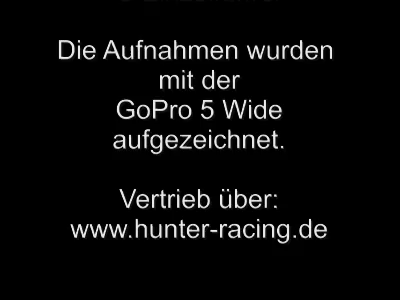 Die Aufnahmen wurden
mit der
GoPro 5 Wide
aufgezeichnet.
Vertrieb über:
www.hunter-racing.de